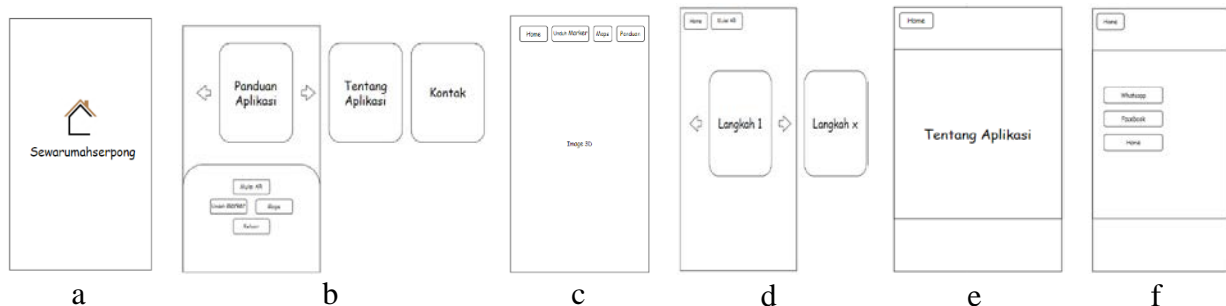 Sewarumahserpong
Panduan
Aplikasi
Tentang
Aplikasi
Kontak
Mulai AR
Unduh Marker
Maps
Keluar
Home
Unduh Marker
Maps
Panduan
Image 3D
Home
Mulai AR
Langkah 1
Langkah x
Home
Tentang Aplikasi
Home
Whatsapp
Facebook
Home
a
b
c
d
e
f